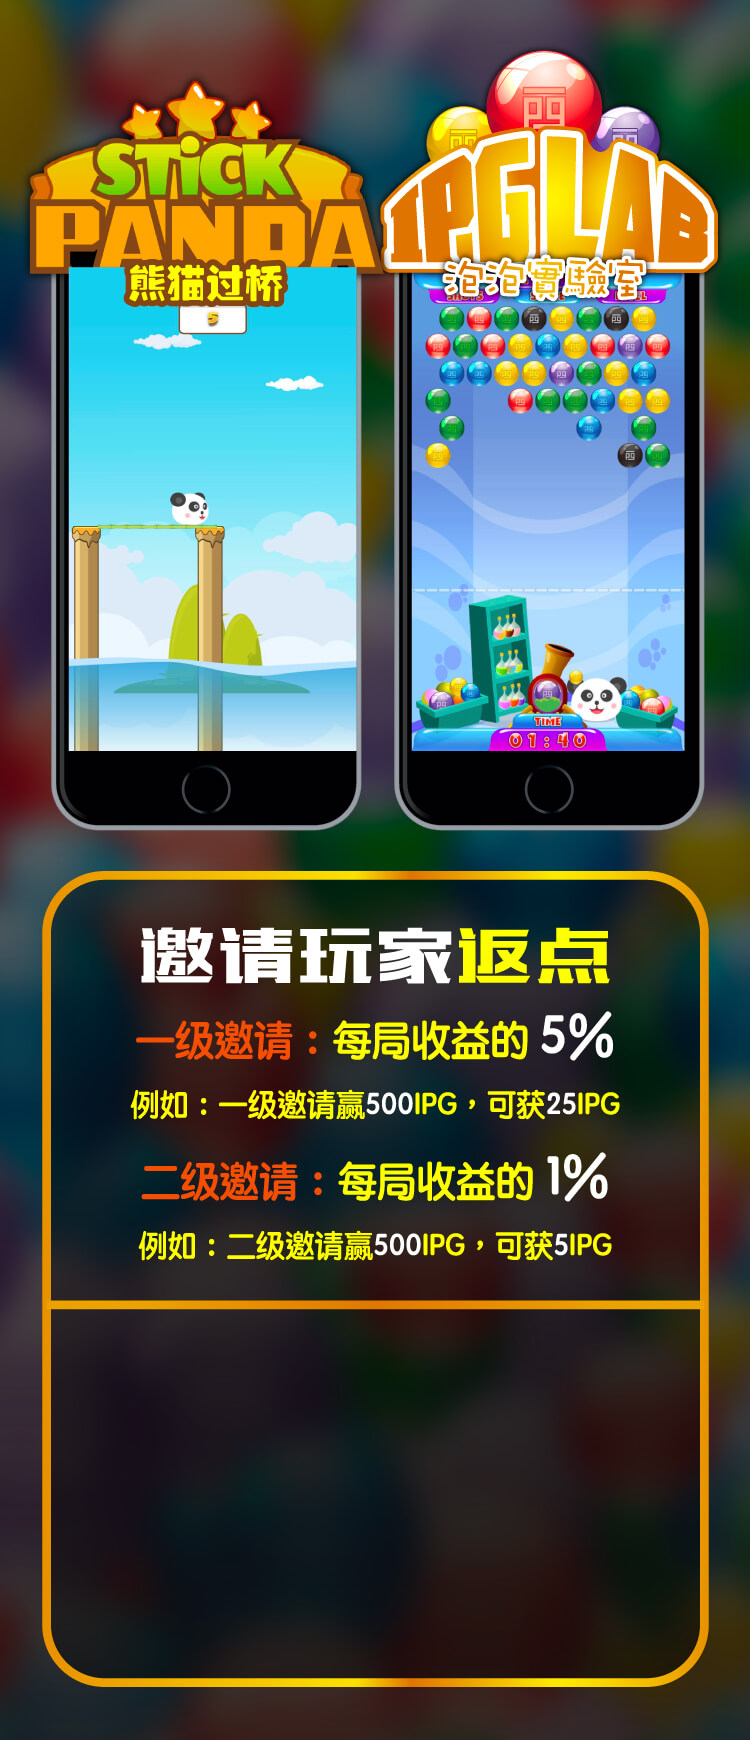 STiCK
PANDA
熊猫过桥
5
IPG LAB
泡泡實驗室
TIME
01:40
邀请玩家返点
一级邀请：每局收益的 5%
例如：一级邀请赢500IPG，可获25IPG
二级邀请：每局收益的 1%
例如：二级邀请赢500IPG，可获5IPG